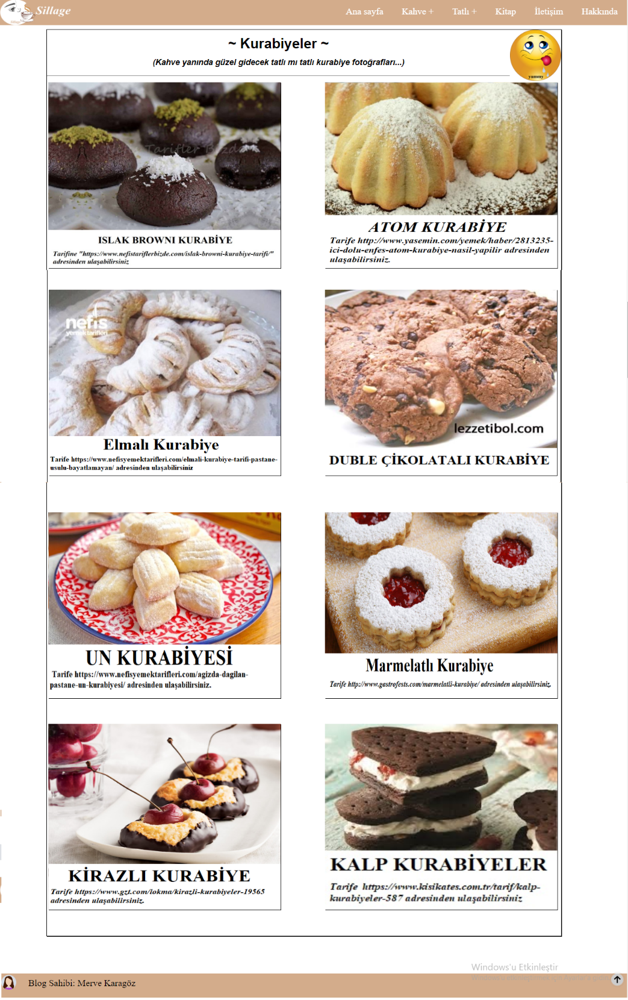 Sillage
Ana sayfa Kahve + Tatlı + Kitap İletişim Hakkında
~ Kurabiyeler ~
(Kahve yanında güzel gidecek tatlı mı tatlı kurabiye fotoğrafları...)
yummy
ISLAK BROWNI KURABİYE
Tarifine "https://www.nefistariflerbizde.com/islak-browni-kurabiye-tarifi/"
adresinden ulaşabilirsiniz
ATOM KURABİYE
Tarife http://www.yasemin.com/yemek/haber/2813235-
ici-dolu-enfes-atom-kurabiye-nasil-yapilir adresinden
ulaşabilirsiniz.
nefis
yemek tarifleri
Elmalı Kurabiye
Tarife https://www.nefisyemektarifleri.com/elmali-kurabiye-tarifi-pastane-
usulu-bayatlamayan/ adresinden ulaşabilirsiniz
lezzetibol.com
DUBLE ÇİKOLATALI KURABİYE
UN KURABİYESİ
Tarife https://www.nefisyemektarifleri.com/agizda-dagilan-
pastane-un-kurabiyesi/ adresinden ulaşabilirsiniz.
Marmelatlı Kurabiye
Tarife http://www.gastrofests.com/marmelatli-kurabiye/ adresinden ulaşabilirsiniz.
KİRAZLI KURABİYE
Tarife https://www.gzt.com/lokma/kirazli-kurabiyeler-19565
adresinden ulaşabilirsiniz.
KALP KURABİYELER
Tarife https://www.kisikates.com.tr/tarif/kalp-
kurabiyeler-587 adresinden ulaşabilirsiniz
Windows'u Etkinleştir
Blog Sahibi: Merve Karagöz